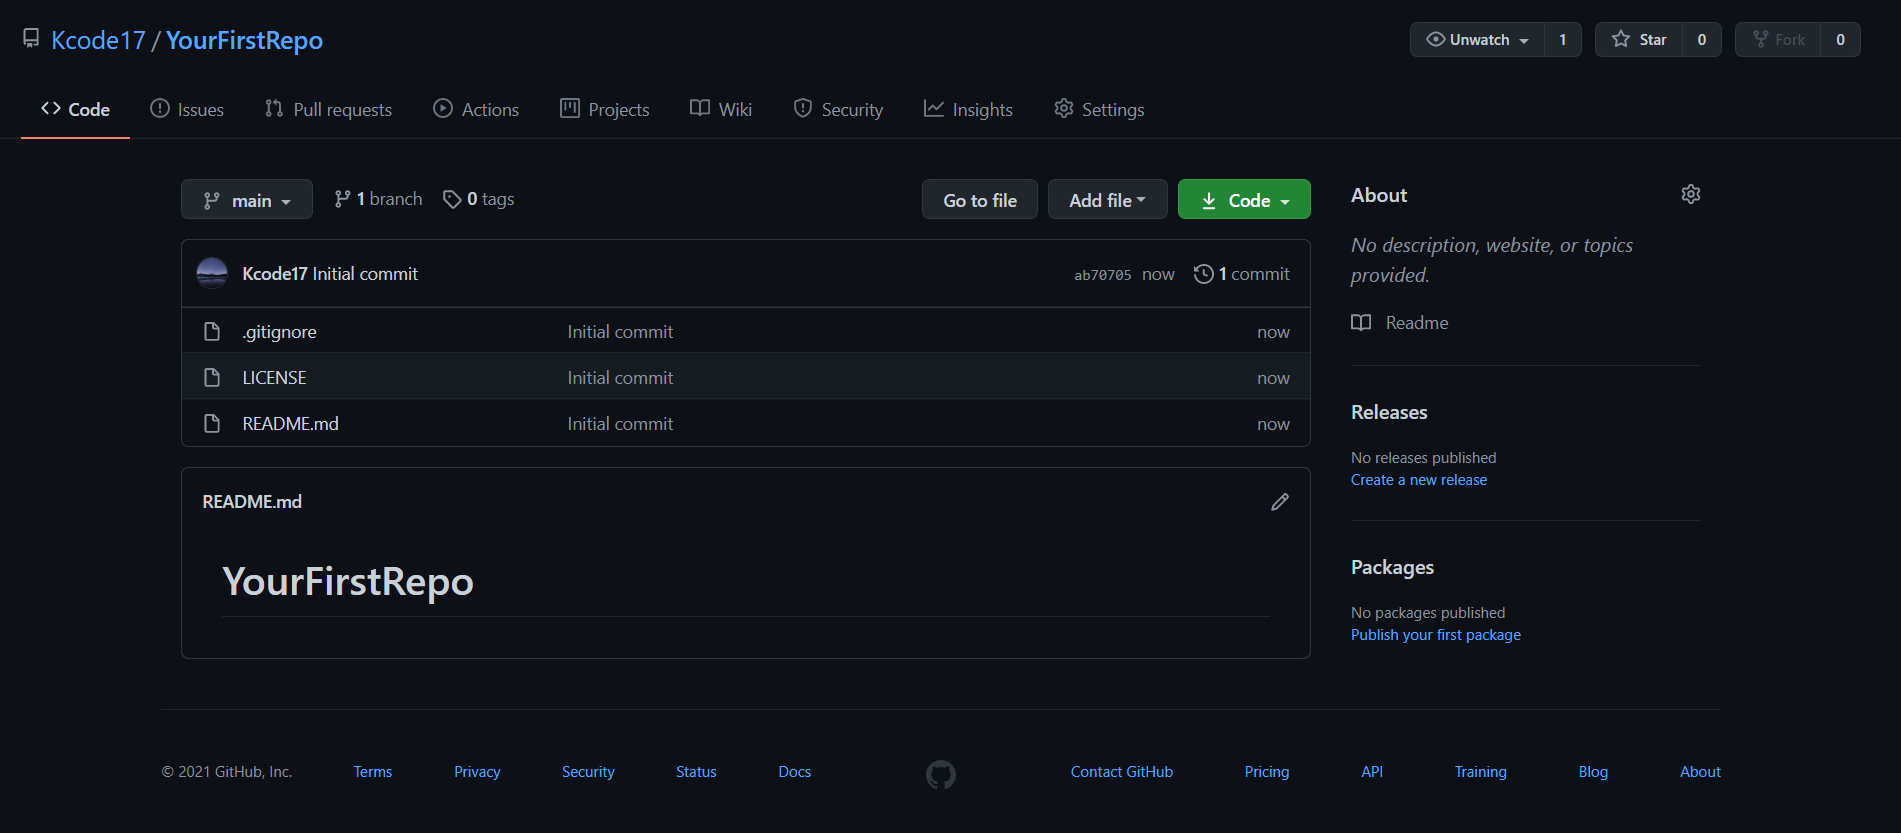 Kcode17 / YourFirstRepo
Unwatch 1 Star 0 Fork 0
Code Issues Pull requests Actions Projects Wiki Security Insights Settings
main 1 branch 0 tags Go to file Add file Code
Kcode17 Initial commit ab70705 now 1 commit
.gitignore Initial commit now
LICENSE Initial commit now
README.md Initial commit now
README.md
YourFirstRepo
About
No description, website, or topics
provided.
Readme
Releases
No releases published
Create a new release
Packages
No packages published
Publish your first package
© 2021 GitHub, Inc. Terms Privacy Security Status Docs Contact GitHub Pricing API Training Blog About